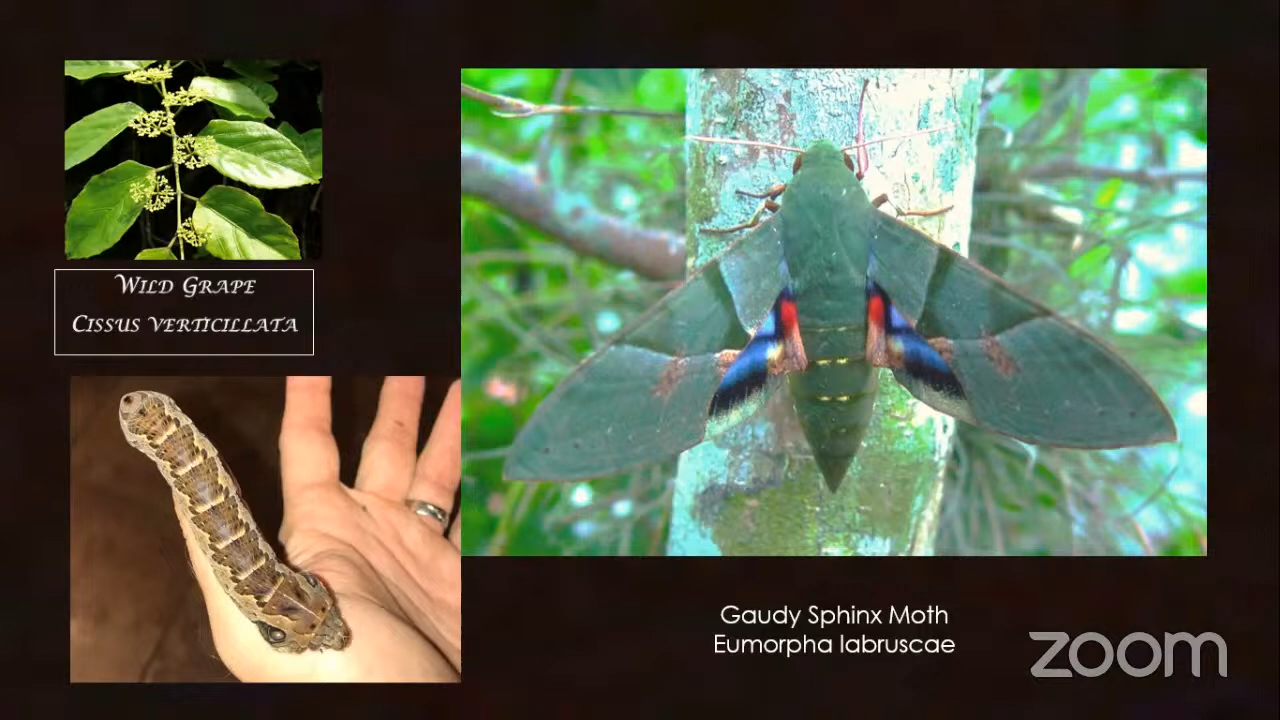 Wild Grape
Cissus verticillata
Gaudy Sphinx Moth
Eumorpha labruscae
zoom